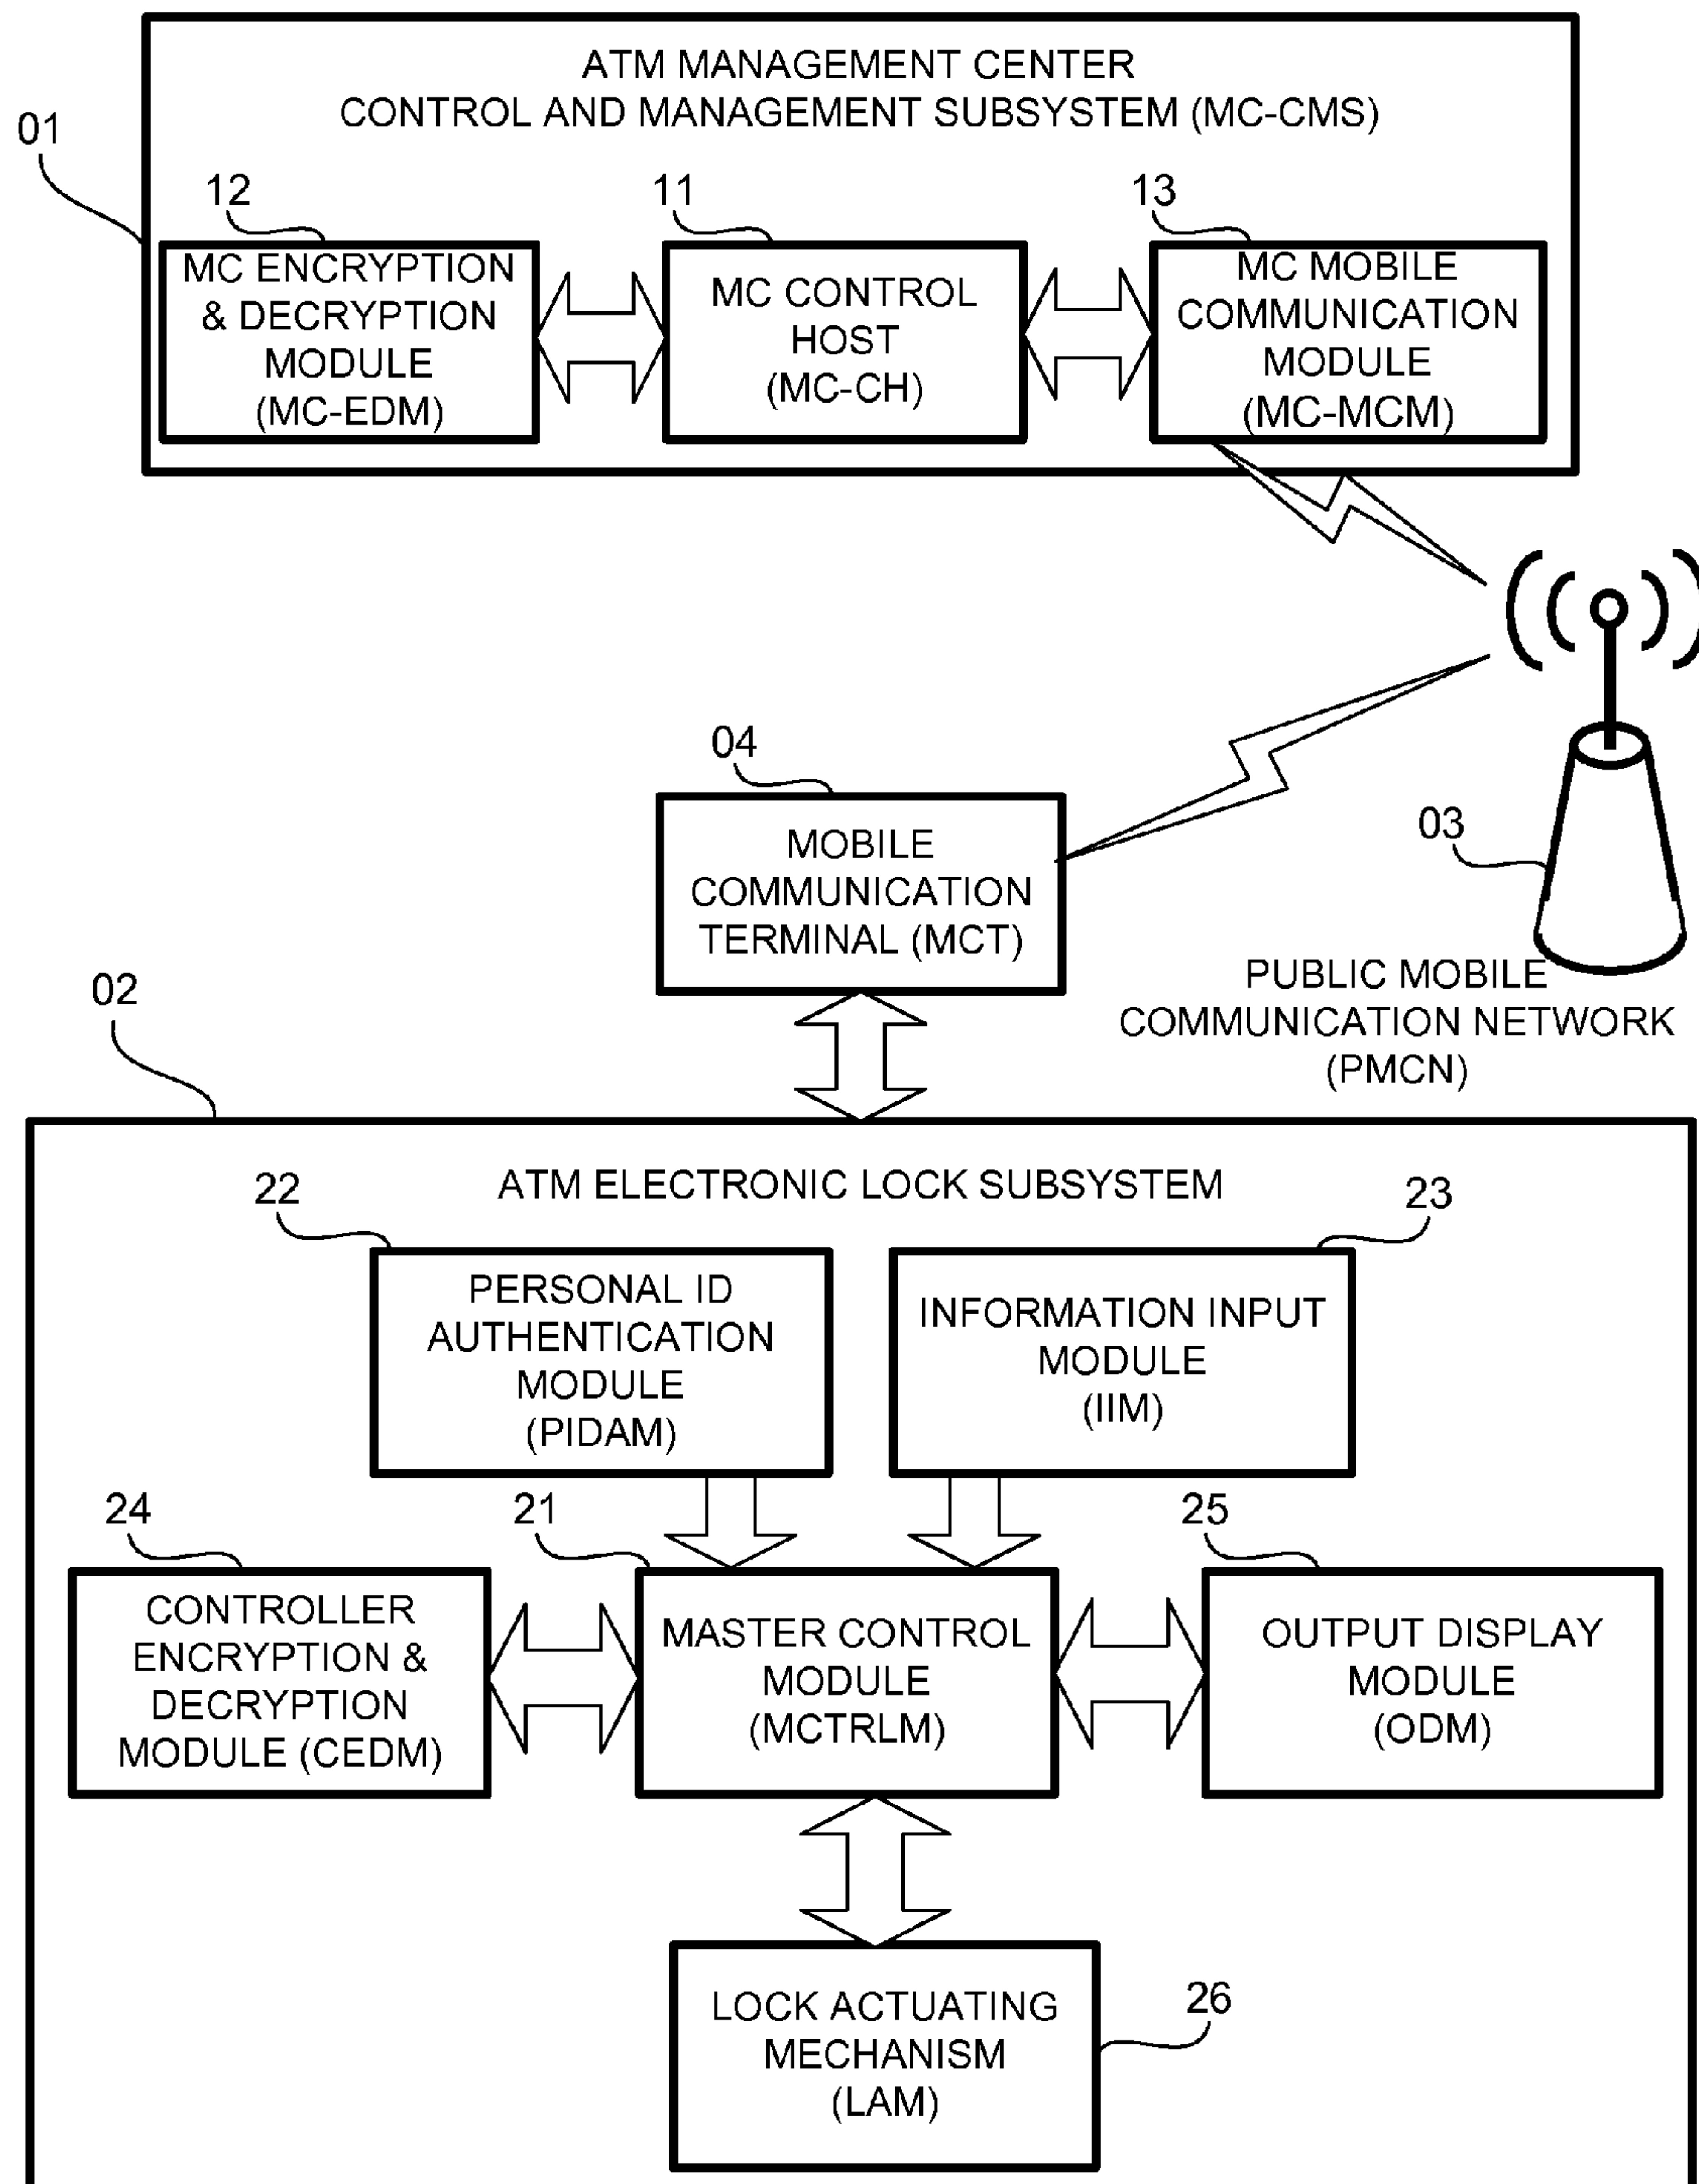 ATM MANAGEMENT CENTER
CONTROL AND MANAGEMENT SUBSYSTEM (MC-CMS)
01
12
11
13
MC ENCRYPTION
& DECRYPTION
MODULE
(MC-EDM)
MC CONTROL
HOST
(MC-CH)
MC MOBILE
COMMUNICATION
MODULE
(MC-MCM)
04
MOBILE
COMMUNICATION
TERMINAL (MCT)
03
PUBLIC MOBILE
COMMUNICATION NETWORK
(PMCN)
02
ATM ELECTRONIC LOCK SUBSYSTEM
22
23
PERSONAL ID
AUTHENTICATION
MODULE
(PIDAM)
INFORMATION INPUT
MODULE
(IIM)
24
21
25
CONTROLLER
ENCRYPTION &
DECRYPTION
MODULE (CEDM)
MASTER CONTROL
MODULE
(MCTRLM)
OUTPUT DISPLAY
MODULE
(ODM)
LOCK ACTUATING
MECHANISM
(LAM)
26